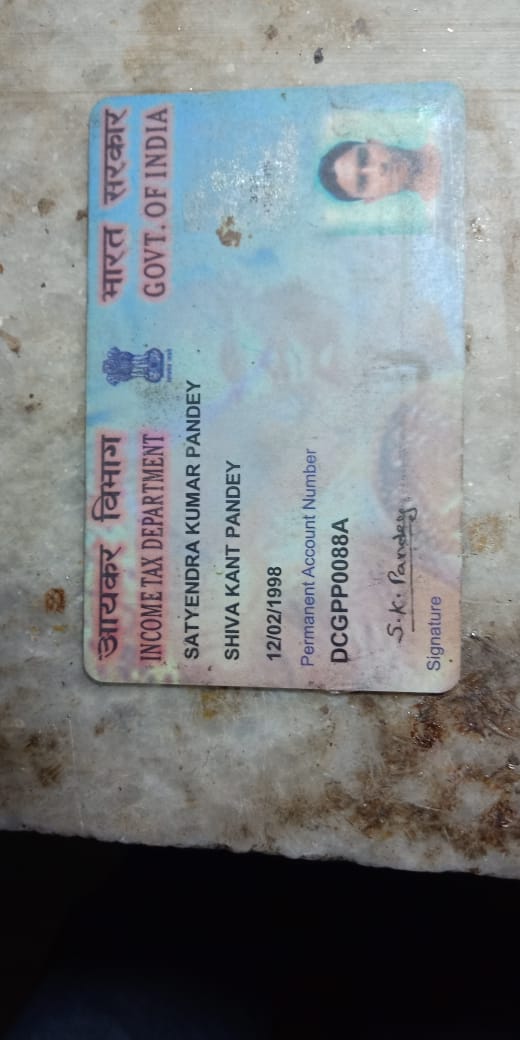 आयकर विभाग
भारत सरकार
INCOME TAX DEPARTMENT
GOVT. OF INDIA
SATYENDRA KUMAR PANDEY
SHIVA KANT PANDEY
12/02/1998
Permanent Account Number
DCGPP0088A
S.K. Pandey
Signature